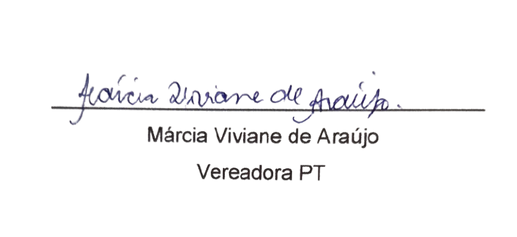 Márcia Viviane de Araújo.
Márcia Viviane de Araújo
Vereadora PT